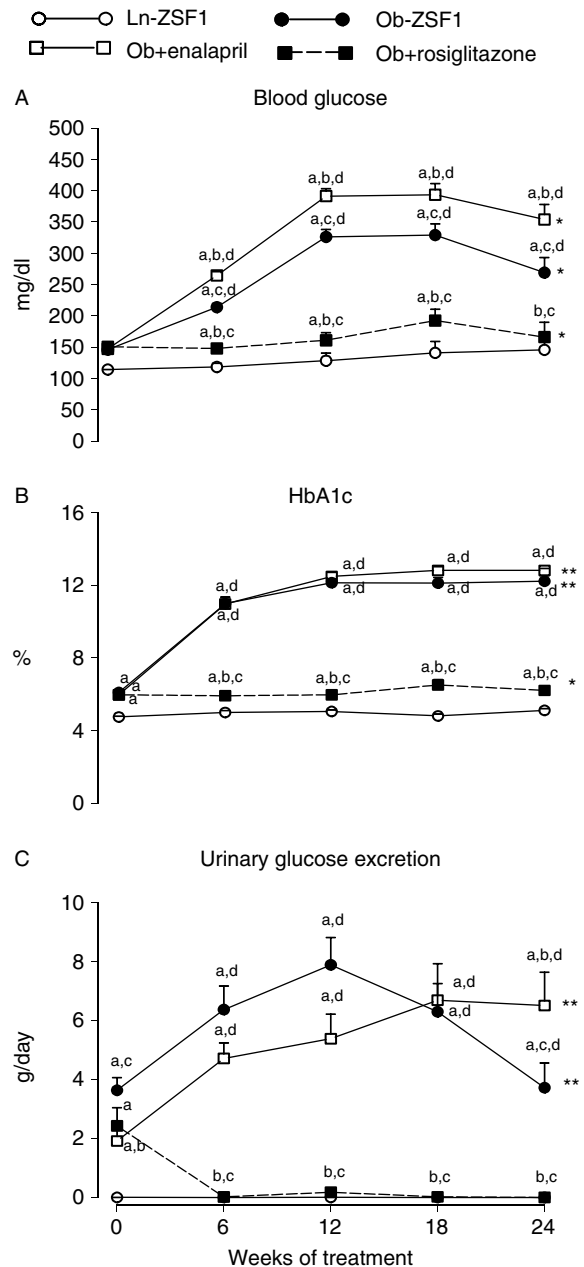 Ln-ZSF1 Ob-ZSF1
Ob+enalapril Ob+rosiglitazone
A Blood glucose
500
450
400
350
300
250
200
150
100
50
0
mg/dl
a,b,d a,b,d a,b,d
*
a,c,d a,c,d a,c,d
*
a,b,d
a,c,d
a,b,c a,b,c a,b,c b,c
*
B HbA1c
16
12
8
4
0
%
a,d a,d a,d a,d
**
**
a,d a,d a,d a,d
a
a
a
a,b,c a,b,c a,b,c a,b,c
*
C Urinary glucose excretion
10
8
6
4
2
0
g/day
a,d
a,d
a,b,d
a,d
**
a,d
a,d
a,d
a,c
a,c,d
**
a
a,b
b,c b,c b,c b,c
0 6 12 18 24
Weeks of treatment